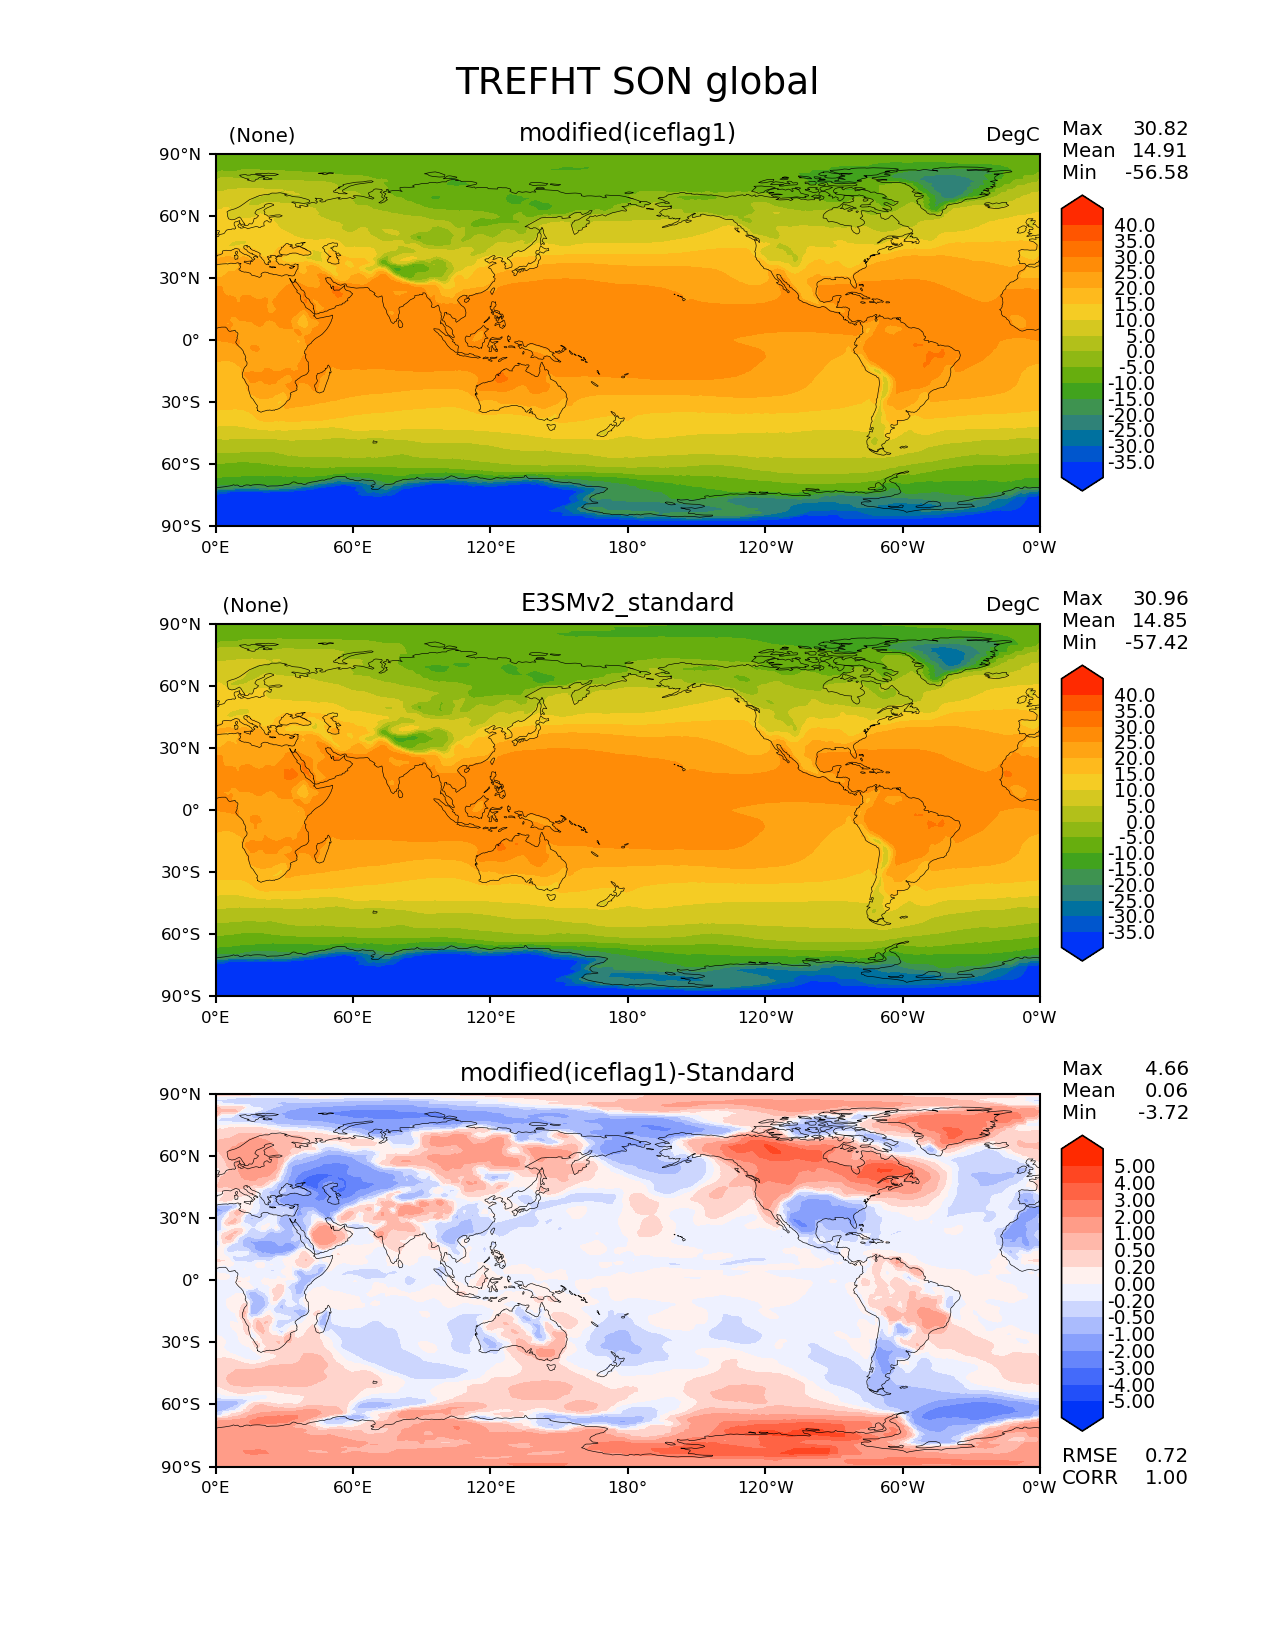 TREFHT SON global
(None) modified(iceflag1) DegC
Max 30.82
Mean 14.91
Min -56.58
90°N
60°N
30°N
0°
30°S
60°S
90°S
0°E 60°E 120°E 180° 120°W 60°W 0°W
40.0
35.0
30.0
25.0
20.0
15.0
10.0
5.0
0.0
-5.0
-10.0
-15.0
-20.0
-25.0
-30.0
-35.0
(None) E3SMv2_standard DegC
Max 30.96
Mean 14.85
Min -57.42
90°N
60°N
30°N
0°
30°S
60°S
90°S
0°E 60°E 120°E 180° 120°W 60°W 0°W
40.0
35.0
30.0
25.0
20.0
15.0
10.0
5.0
0.0
-5.0
-10.0
-15.0
-20.0
-25.0
-30.0
-35.0
modified(iceflag1)-Standard
Max 4.66
Mean 0.06
Min -3.72
90°N
60°N
30°N
0°
30°S
60°S
90°S
0°E 60°E 120°E 180° 120°W 60°W 0°W
5.00
4.00
3.00
2.00
1.00
0.50
0.20
0.00
-0.20
-0.50
-1.00
-2.00
-3.00
-4.00
-5.00
RMSE 0.72
CORR 1.00